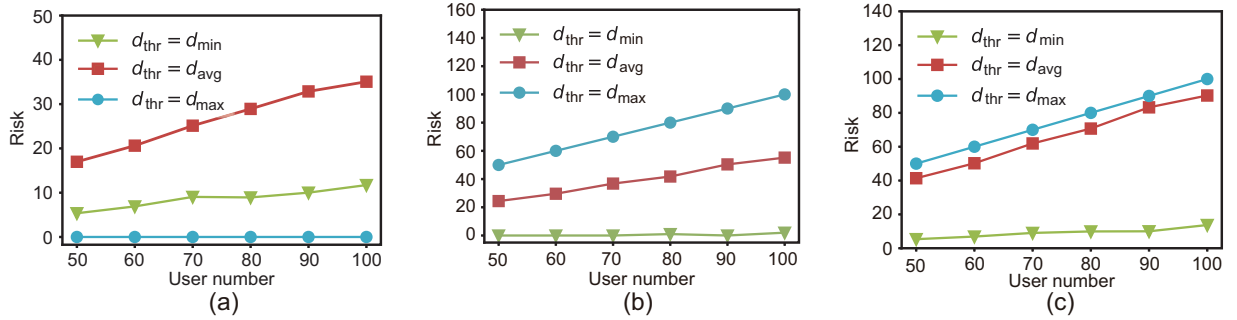 50
40
30
20
10
0
Risk
d_thr = d_min
d_thr = d_avg
d_thr = d_max
50 60 70 80 90 100
User number
(a)
160
140
120
100
80
60
40
20
0
Risk
d_thr = d_min
d_thr = d_avg
d_thr = d_max
50 60 70 80 90 100
User number
(b)
140
120
100
80
60
40
20
0
Risk
d_thr = d_min
d_thr = d_avg
d_thr = d_max
50 60 70 80 90 100
User number
(c)